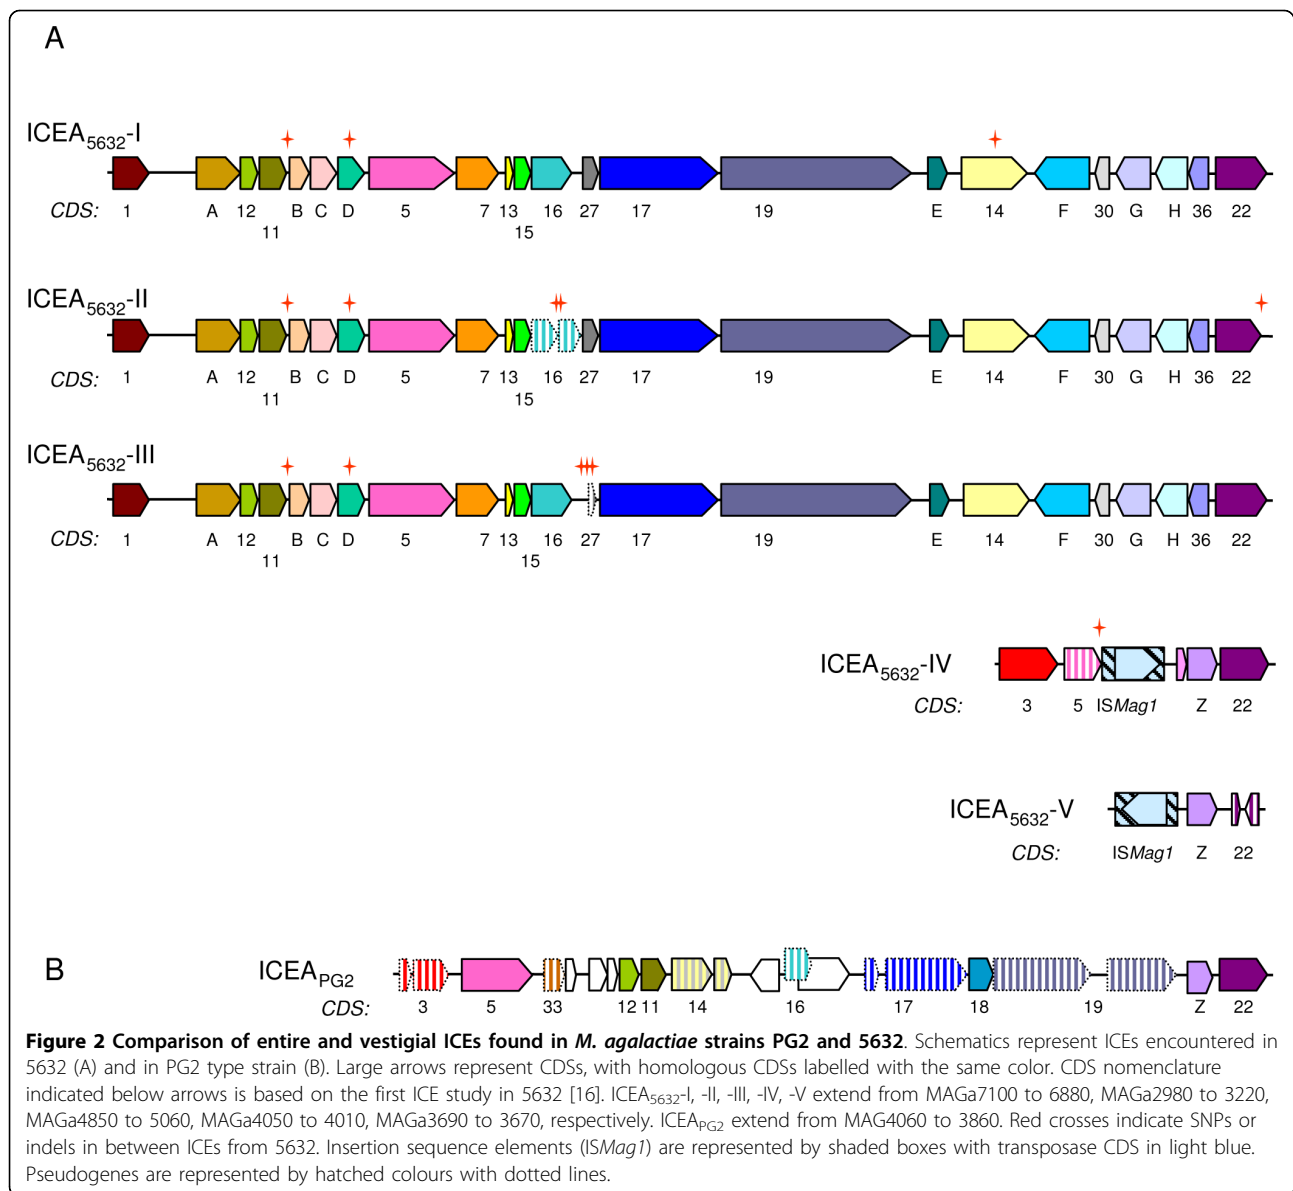 A
ICEA5632-I
CDS: 1 A 12 11 B C D 5 7 13 15 16 27 17 19 E 14 F 30 G H 36 22
ICEA5632-II
CDS: 1 A 12 11 B C D 5 7 13 15 16 27 17 19 E 14 F 30 G H 36 22
ICEA5632-III
CDS: 1 A 12 11 B C D 5 7 13 15 16 27 17 19 E 14 F 30 G H 36 22
ICEA5632-IV
CDS: 3 5 ISMag1 Z 22
ICEA5632-V
CDS: ISMag1 Z 22
B
ICEAPG2
CDS: 3 5 33 12 11 14 16 17 18 19 Z 22
Figure 2 Comparison of entire and vestigial ICEs found in M. agalactiae strains PG2 and 5632. Schematics represent ICEs encountered in
5632 (A) and in PG2 type strain (B). Large arrows represent CDSs, with homologous CDSs labelled with the same color. CDS nomenclature
indicated below arrows is based on the first ICE study in 5632 [16]. ICEA5632-I, -II, -III, -IV, -V extend from MAGa7100 to 6880, MAGa2980 to 3220,
MAGa4850 to 5060, MAGa4050 to 4010, MAGa3690 to 3670, respectively. ICEAPG2 extend from MAG4060 to 3860. Red crosses indicate SNPs or
indels in between ICEs from 5632. Insertion sequence elements (ISMag1) are represented by shaded boxes with transposase CDS in light blue.
Pseudogenes are represented by hatched colours with dotted lines.